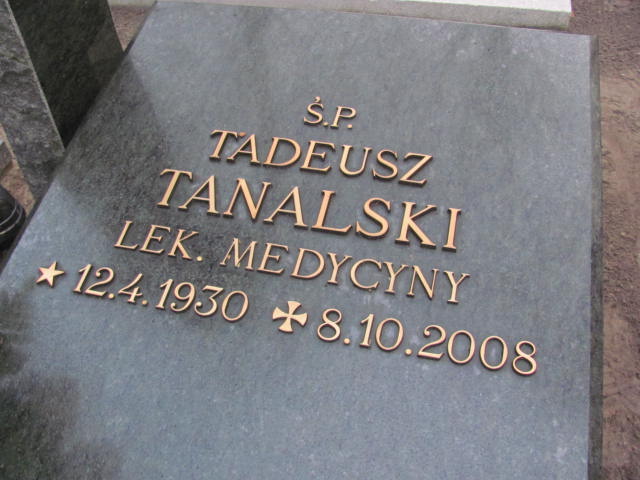 Ś.P.
TADEUSZ
TANALSKI
LEK. MEDYCYNY
12.4.1930 8.10.2008